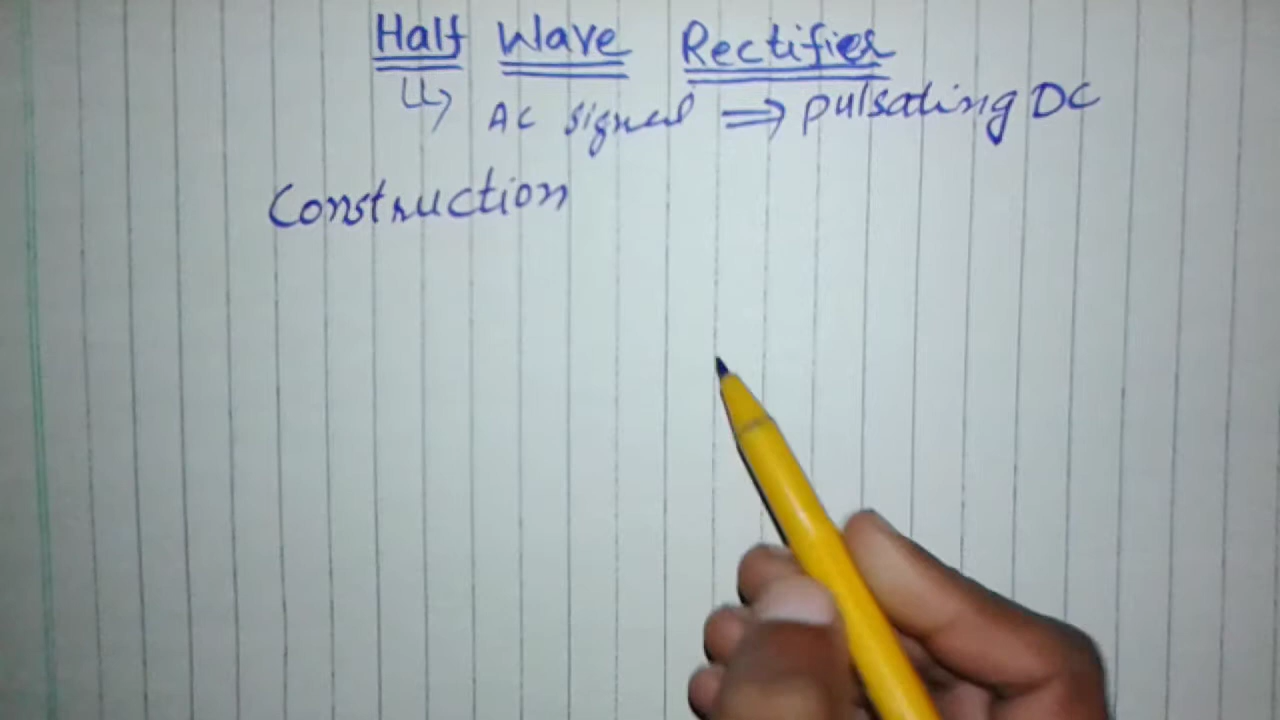 Half Wave Rectifier
↳ AC signal ⇒ pulsating DC
Construction